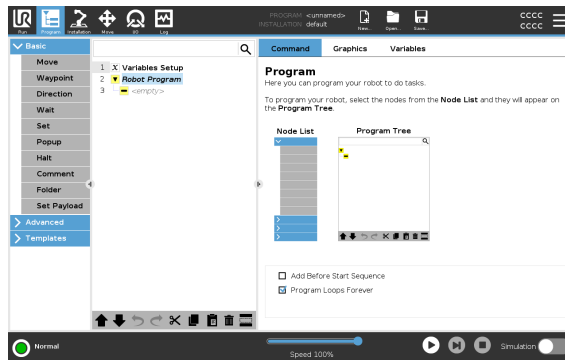 PROGRAM <unnamed>
INSTALLATION default
CCCC
CCCC
Run Program Installation Move I/O Log New... Open... Save...
Basic
Command Graphics Variables
Move
Waypoint
Direction
Wait
Set
Popup
Halt
Comment
Folder
Set Payload
Advanced
Templates
1 X Variables Setup
2 Robot Program
3 <empty>
Program
Here you can program your robot to do tasks.
To program your robot, select the nodes from the Node List and they will appear on
the Program Tree.
Node List Program Tree
Add Before Start Sequence
Program Loops Forever
Normal
Speed 100%
Simulation